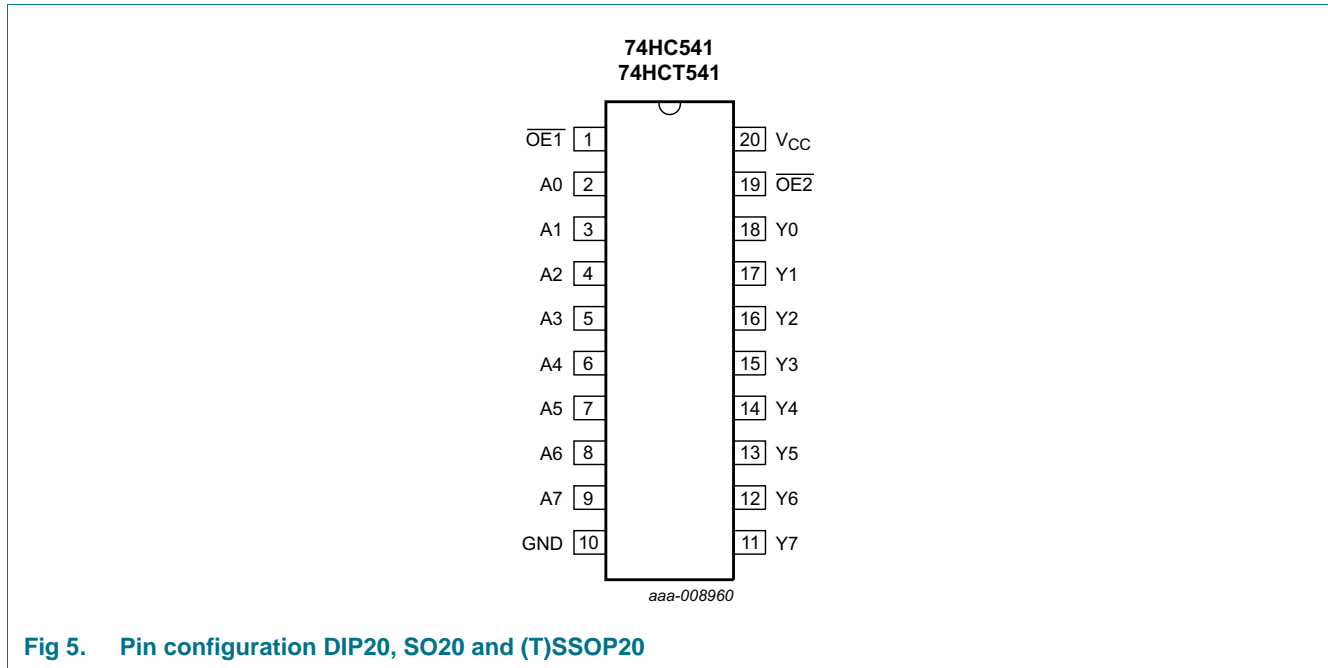 74HC541
74HCT541
OE1 1 20 VCC
A0 2 19 OE2
A1 3 18 Y0
A2 4 17 Y1
A3 5 16 Y2
A4 6 15 Y3
A5 7 14 Y4
A6 8 13 Y5
A7 9 12 Y6
GND 10 11 Y7
aaa-008960
Fig 5. Pin configuration DIP20, SO20 and (T)SSOP20